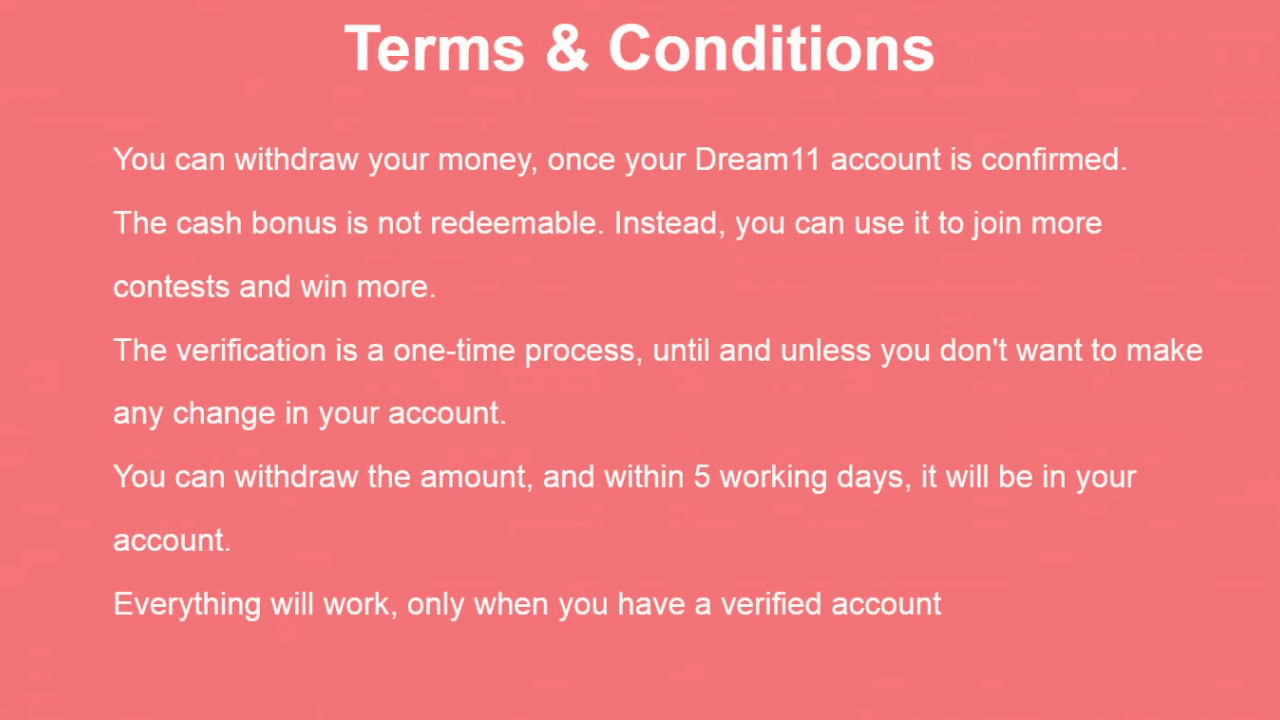 Terms & Conditions
You can withdraw your money, once your Dream11 account is confirmed.
The cash bonus is not redeemable. Instead, you can use it to join more
contests and win more.
The verification is a one-time process, until and unless you don't want to make
any change in your account.
You can withdraw the amount, and within 5 working days, it will be in your
account.
Everything will work, only when you have a verified account